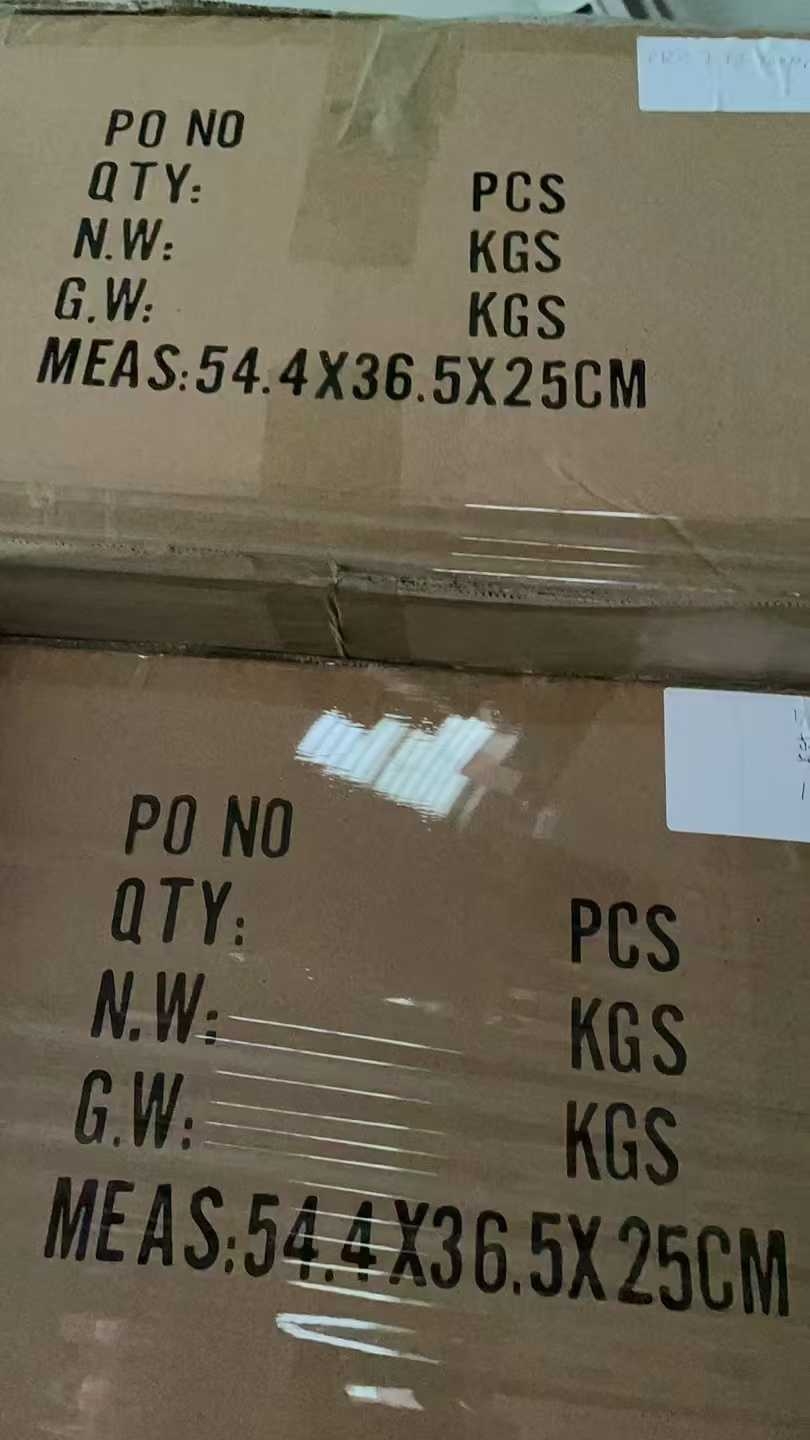 PO NO
QTY: PCS
N.W: KGS
G.W: KGS
MEAS:54.4X36.5X25CM
PO NO
QTY: PCS
N.W: KGS
G.W: KGS
MEAS:54.4X36.5X25CM